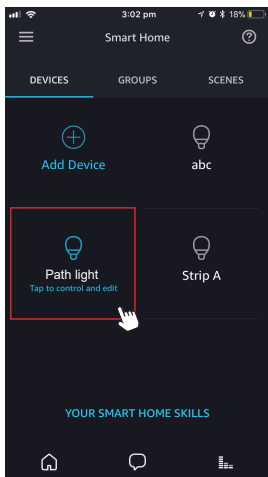 3:02 pm 18%
Smart Home
DEVICES GROUPS SCENES
Add Device abc
Path light Strip A
Tap to control and edit
YOUR SMART HOME SKILLS